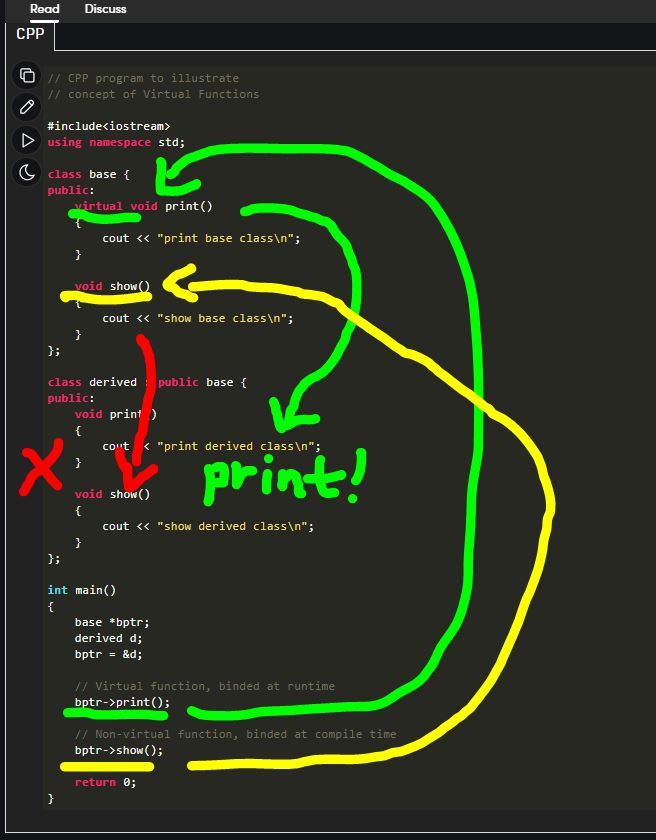 Read Discuss
CPP
// CPP program to illustrate
// concept of Virtual Functions
#include<iostream>
using namespace std;
class base {
public:
virtual void print()
{
cout << "print base class\n";
}
void show()
{
cout << "show base class\n";
}
};
class derived : public base {
public:
void print()
{
cout << "print derived class\n";
}
print!
X
void show()
{
cout << "show derived class\n";
}
};
int main()
{
base *bptr;
derived d;
bptr = &d;
// Virtual function, binded at runtime
bptr->print();
// Non-virtual function, binded at compile time
bptr->show();
return 0;
}